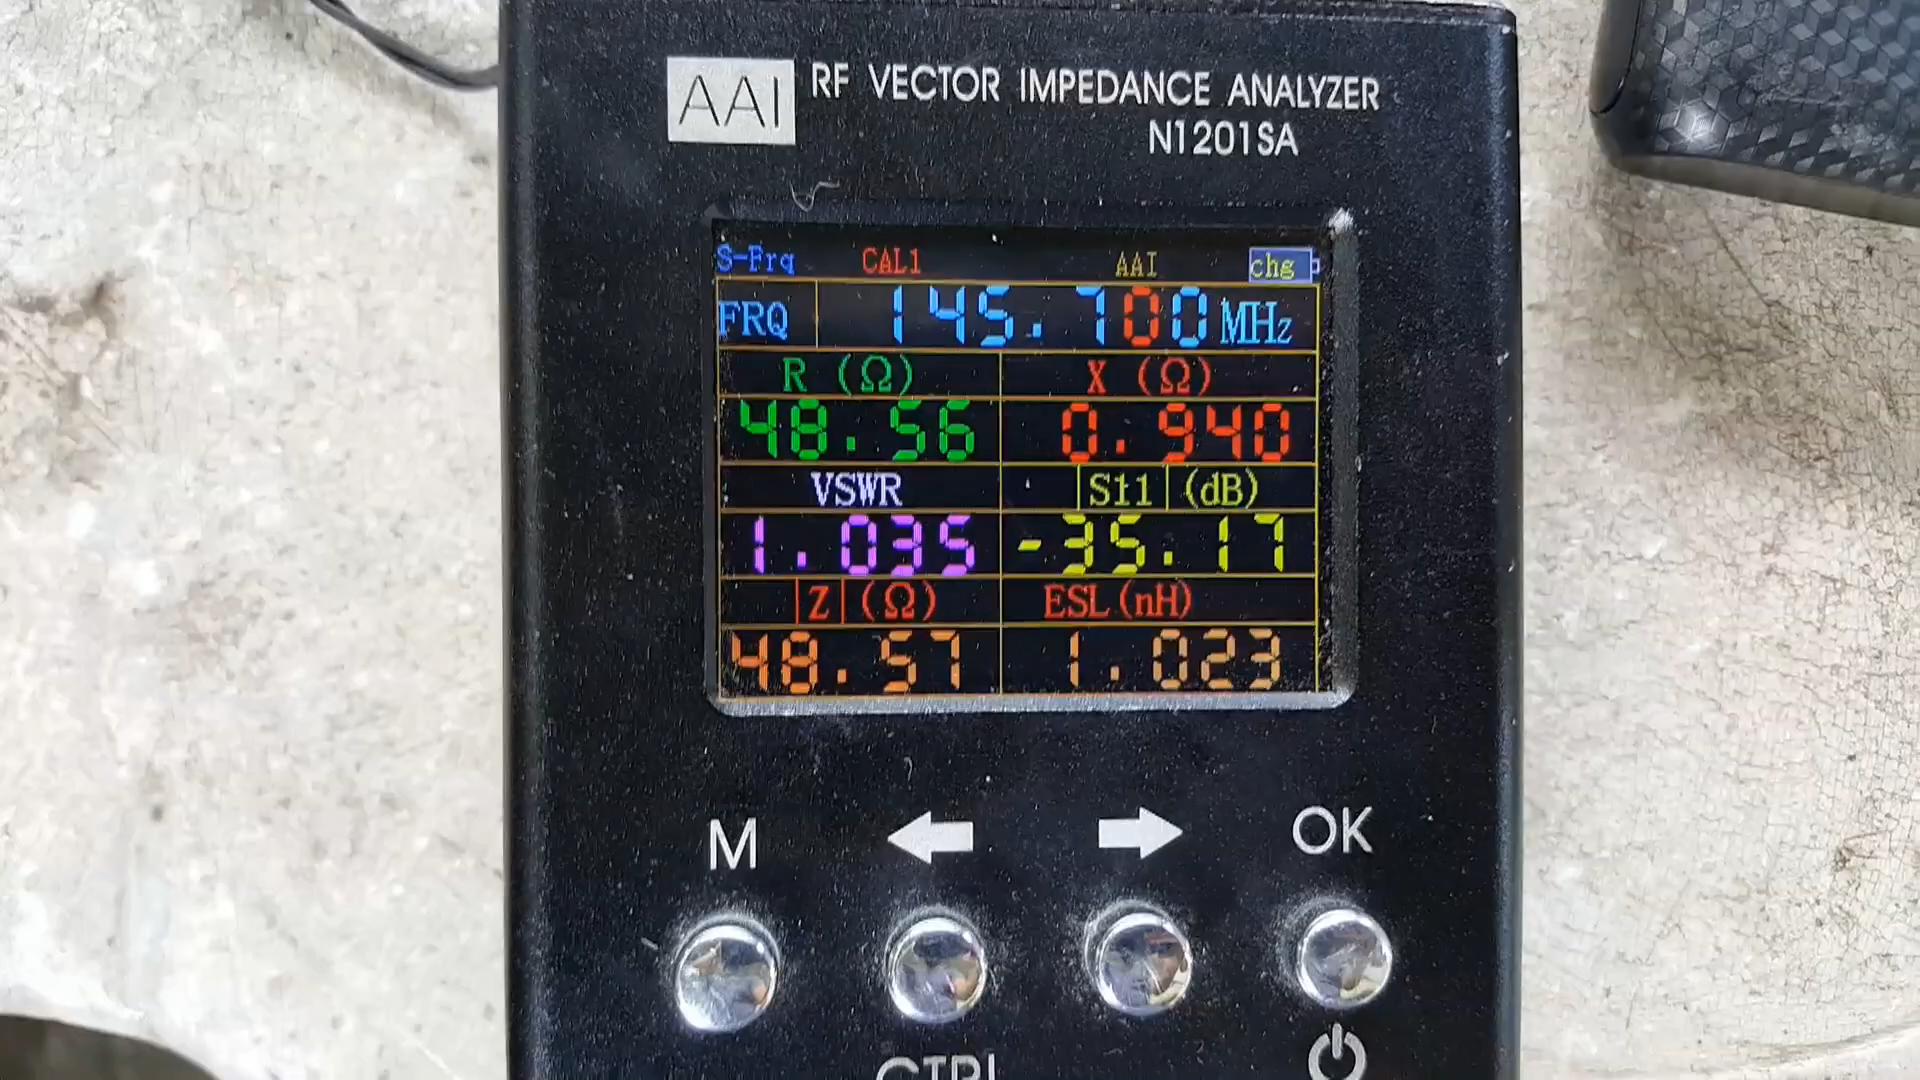 AAI RF VECTOR IMPEDANCE ANALYZER
N1201SA
S-Frq CAL1 AAI chg
FRQ 145.700 MHz
R (Ω) X (Ω)
48.56 0.940
VSWR |S11| (dB)
1.035 -35.17
|Z| (Ω) ESL(nH)
48.57 1.023
M OK
CTRL